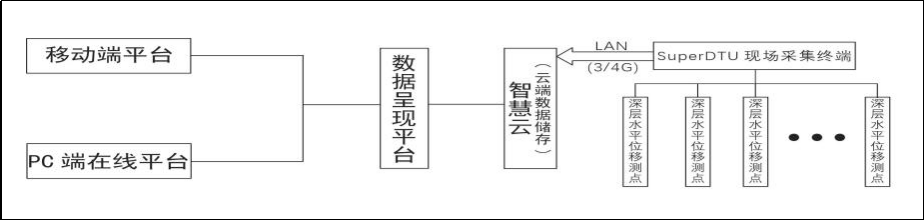 移动端平台
PC 端在线平台
数据呈现平台
智慧云
(云端数据储存)
LAN
(3/4G)
SuperDTU 现场采集终端
深层水平位移测点
深层水平位移测点
深层水平位移测点
深层水平位移测点